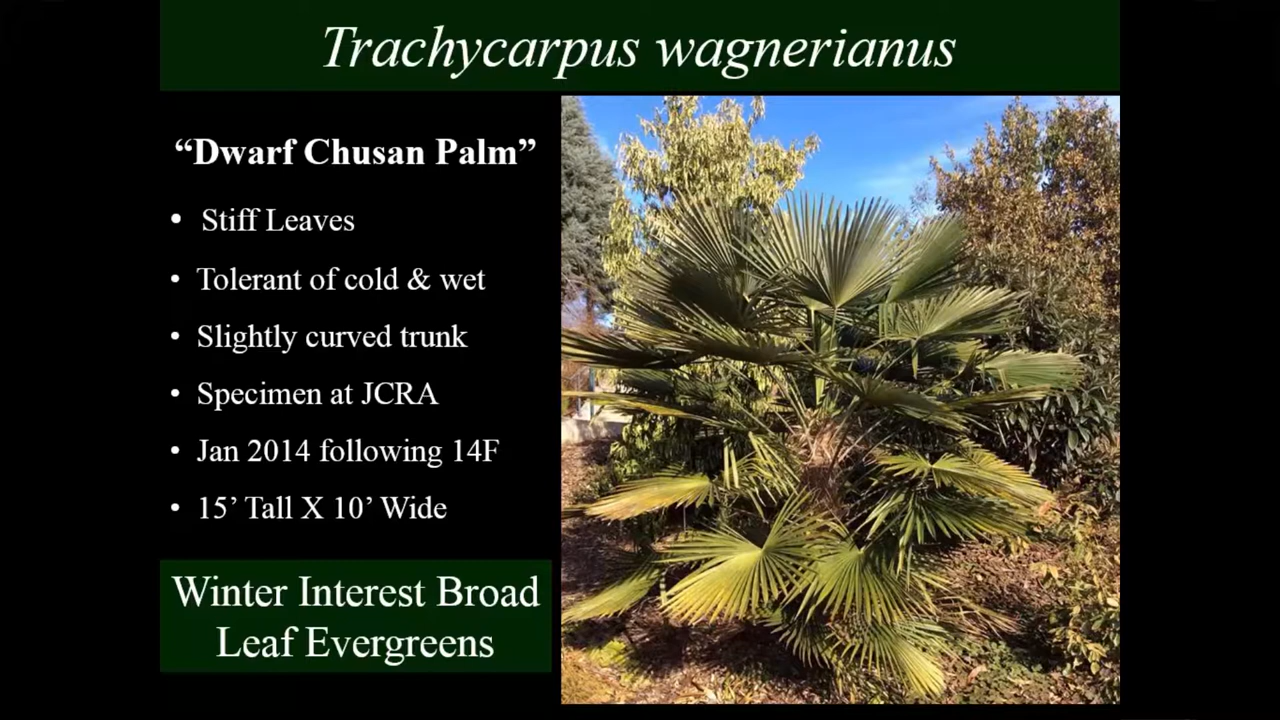 Trachycarpus wagnerianus
“Dwarf Chusan Palm”
• Stiff Leaves
• Tolerant of cold & wet
• Slightly curved trunk
• Specimen at JCRA
• Jan 2014 following 14F
• 15’ Tall X 10’ Wide
Winter Interest Broad
Leaf Evergreens